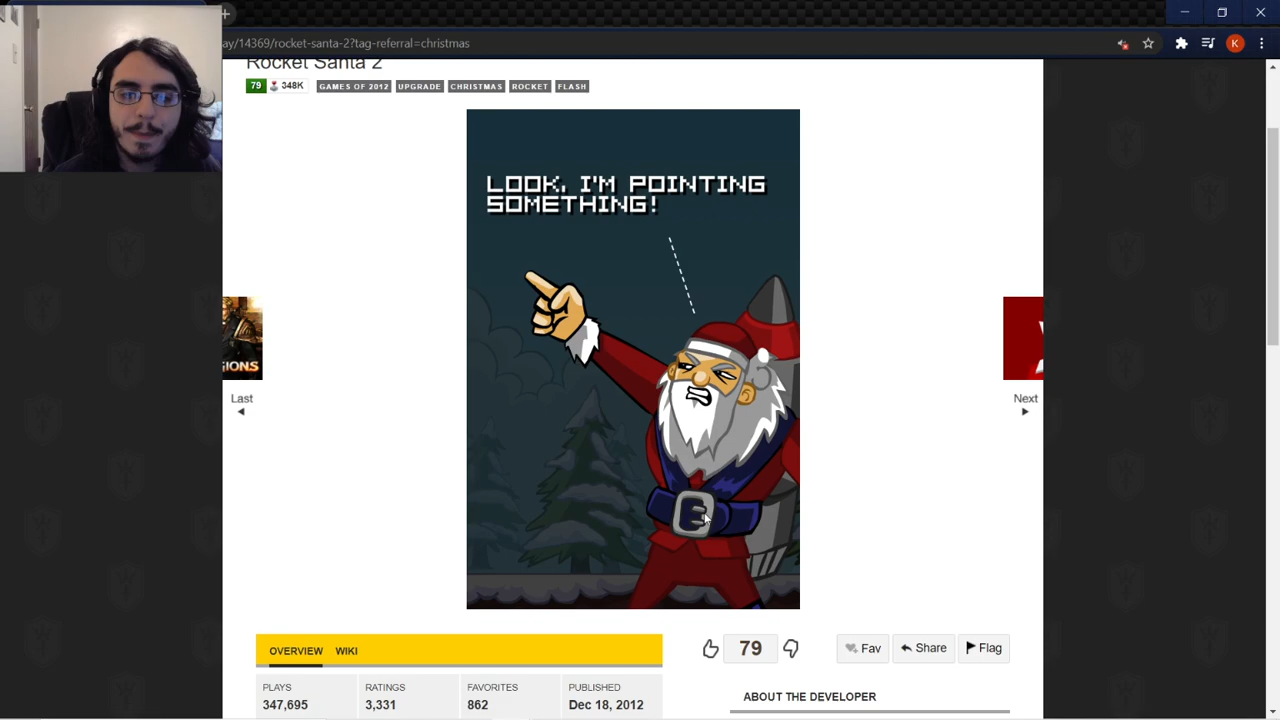 ay/14369/rocket-santa-2?tag-referral=christmas
K
Rocket Santa 2
79 348K GAMES OF 2012 UPGRADE CHRISTMAS ROCKET FLASH
LOOK, I'M POINTING
SOMETHING!
IONS
Last
Next
OVERVIEW WIKI
79
Fav
Share
Flag
PLAYS RATINGS FAVORITES PUBLISHED
347,695 3,331 862 Dec 18, 2012
ABOUT THE DEVELOPER